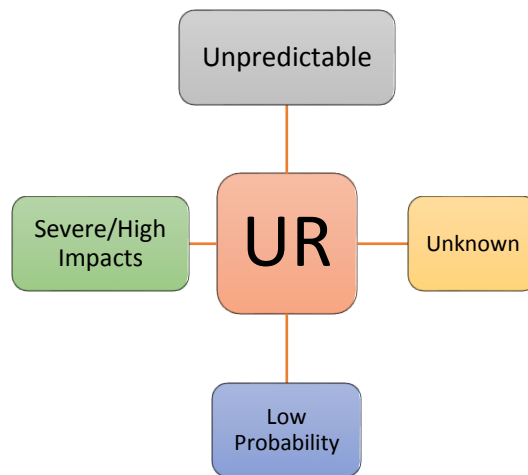 Unpredictable
Severe/High
Impacts
UR
Unknown
Low
Probability